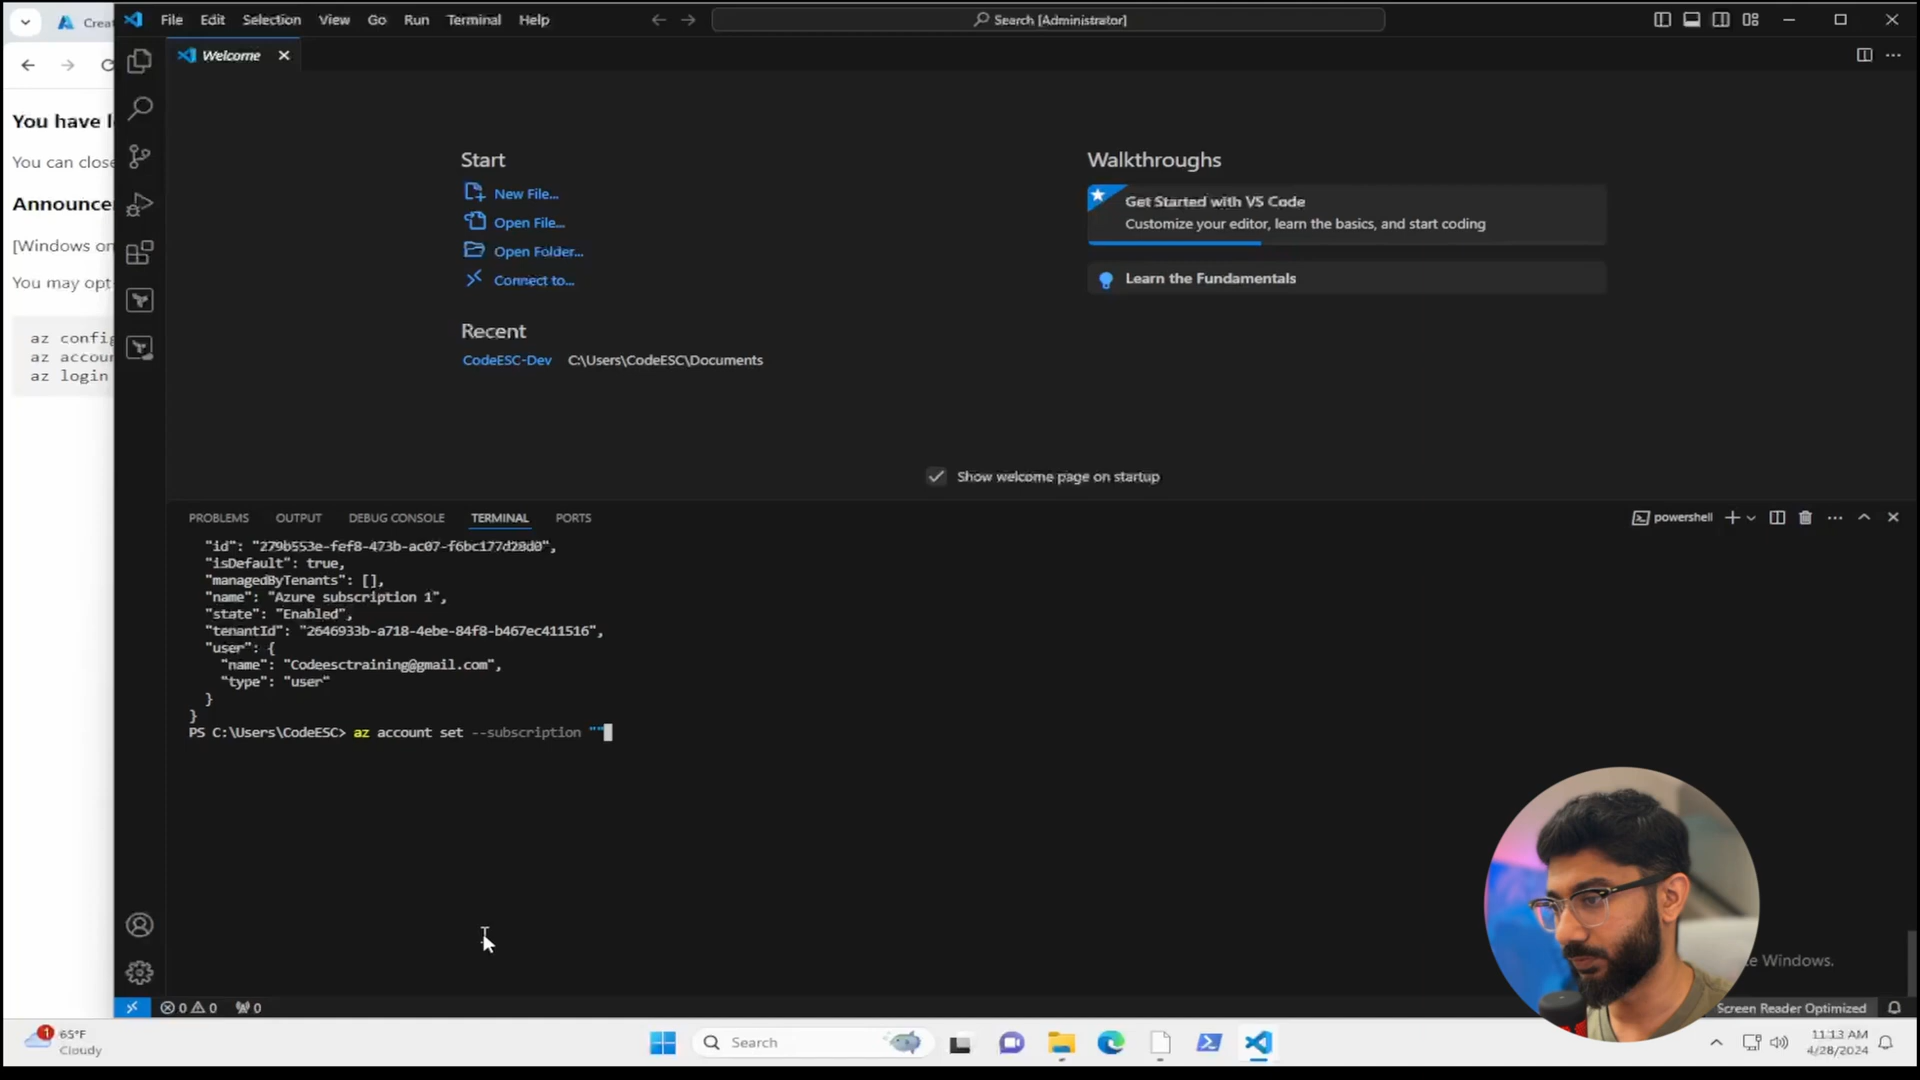 Crea
File Edit Selection View Go Run Terminal Help
Search [Administrator]
Welcome
You have l
You can close
Announce
[Windows on
You may opt
az config
az accoun
az login
Start
New File...
Open File...
Open Folder...
Connect to...
Recent
CodeESC-Dev C:\Users\CodeESC\Documents
Walkthroughs
Get Started with VS Code
Customize your editor, learn the basics, and start coding
Learn the Fundamentals
Show welcome page on startup
PROBLEMS OUTPUT DEBUG CONSOLE TERMINAL PORTS
powershell
"id": "279b553e-fef8-473b-ac07-f6bc177d28d0",
"isDefault": true,
"managedByTenants": [],
"name": "Azure subscription 1",
"state": "Enabled",
"tenantId": "2646933b-a718-4ebe-84f8-b467ec411516",
"user": {
"name": "Codeesctraining@gmail.com",
"type": "user"
}
}
PS C:\Users\CodeESC> az account set --subscription ""
e Windows.
0 0 0
Screen Reader Optimized
1
65°F
Cloudy
Search
11:13 AM
4/28/2024